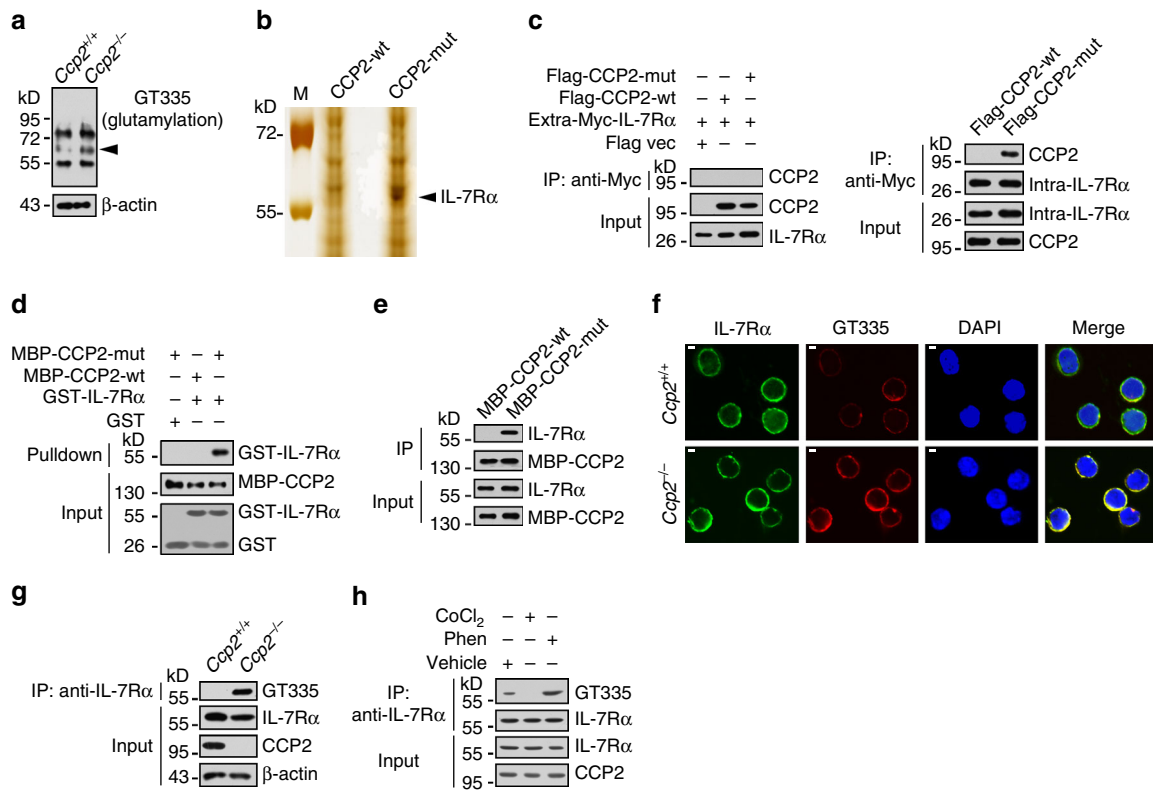 a
Ccp2+/+
Ccp2–/–
kD
95
72
55
43
GT335
(glutamylation)
β-actin
b
CCP2-wt
CCP2-mut
M
kD
72
55
IL-7Rα
c
Flag-CCP2-mut – – +
Flag-CCP2-wt – + –
Extra-Myc-IL-7Rα + + +
Flag vec + – –
kD
IP: anti-Myc 95 CCP2
Input 95 CCP2
26 IL-7Rα
Flag-CCP2-wt
Flag-CCP2-mut
kD
IP: anti-Myc
95 CCP2
26 Intra-IL-7Rα
Input
26 Intra-IL-7Rα
95 CCP2
d
MBP-CCP2-mut + – +
MBP-CCP2-wt – + –
GST-IL-7Rα – + +
GST + – –
kD
Pulldown 55 GST-IL-7Rα
Input
130 MBP-CCP2
55 GST-IL-7Rα
26 GST
e
MBP-CCP2-wt
MBP-CCP2-mut
kD
IP
55 IL-7Rα
130 MBP-CCP2
Input
55 IL-7Rα
130 MBP-CCP2
f
IL-7Rα GT335 DAPI Merge
Ccp2+/+
Ccp2–/–
g
Ccp2+/+
Ccp2–/–
kD
IP: anti-IL-7Rα 55 GT335
Input
55 IL-7Rα
95 CCP2
43 β-actin
h
CoCl2 – + –
Phen – – +
Vehicle + – –
kD
IP:
anti-IL-7Rα
55 GT335
55 IL-7Rα
Input
55 IL-7Rα
95 CCP2